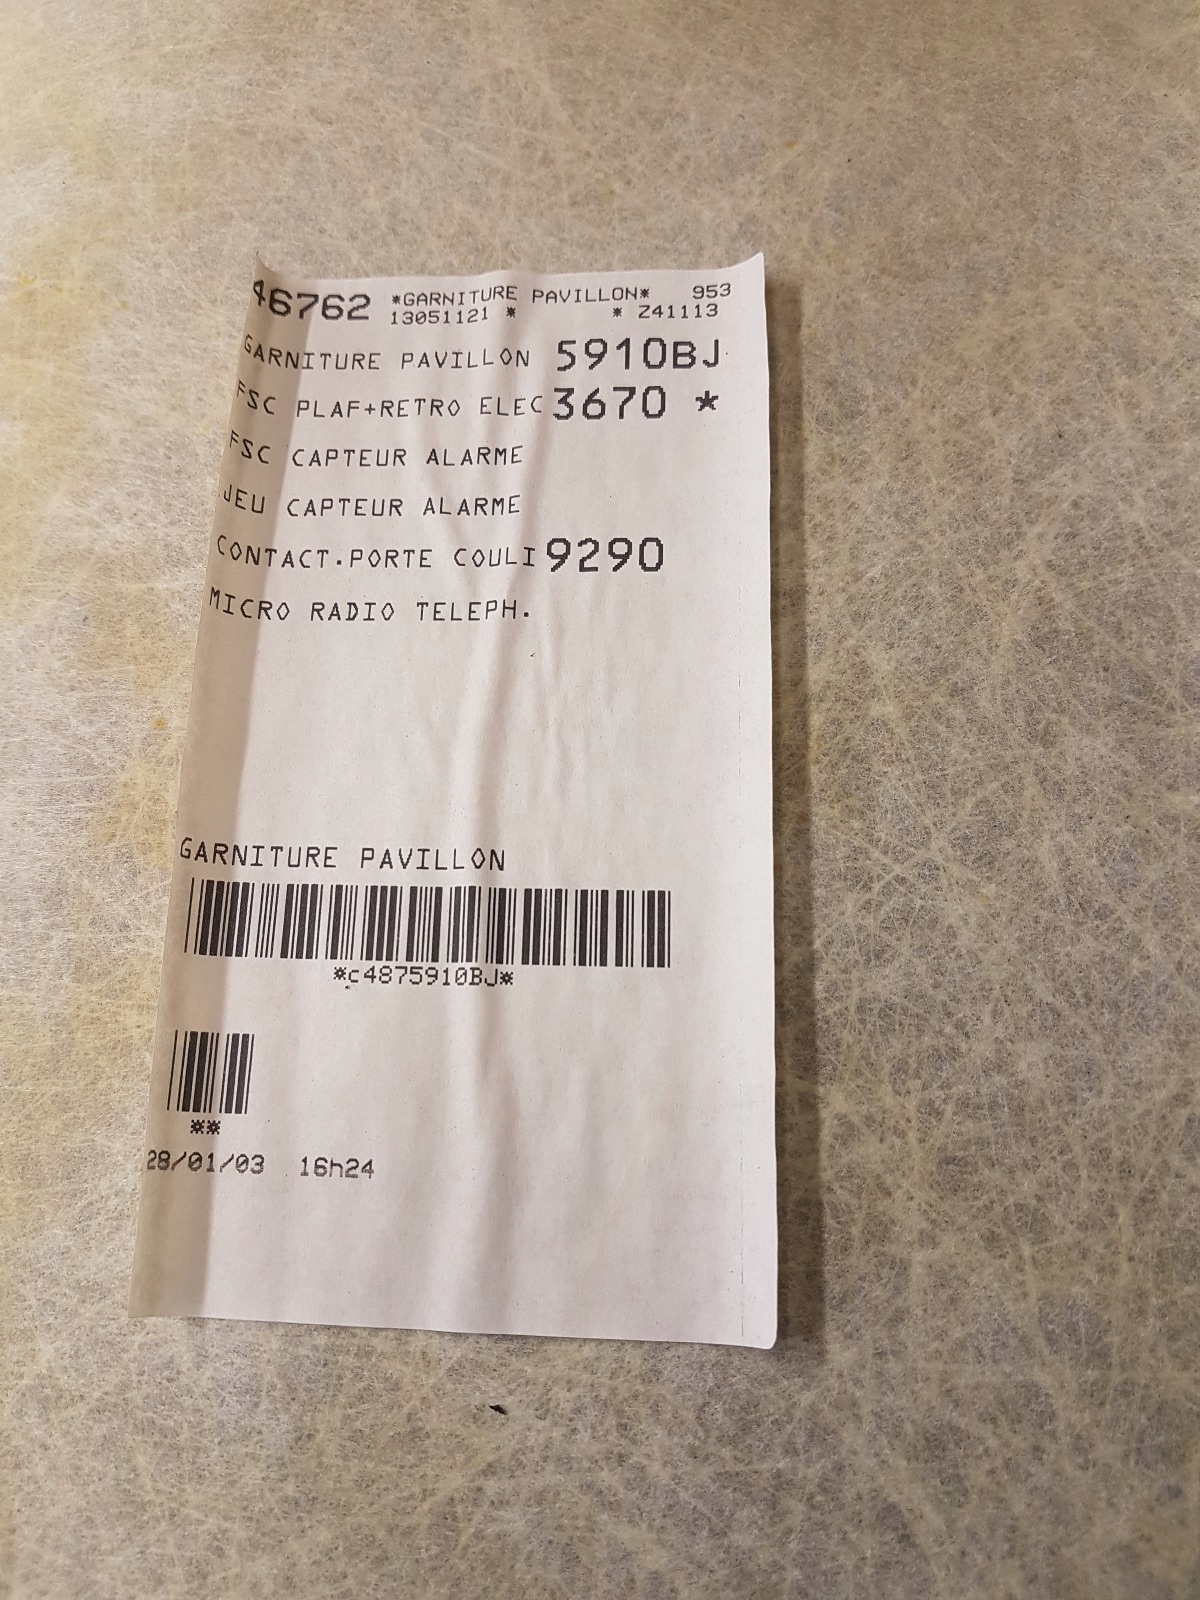 46762 *GARNITURE PAVILLON* 953
13051121 * * Z41113
GARNITURE PAVILLON 5910BJ
FSC PLAF+RETRO ELEC 3670 *
FSC CAPTEUR ALARME
JEU CAPTEUR ALARME
CONTACT.PORTE COULI 9290
MICRO RADIO TELEPH.
GARNITURE PAVILLON
*c4875910BJ*
**
28/01/03 16h24